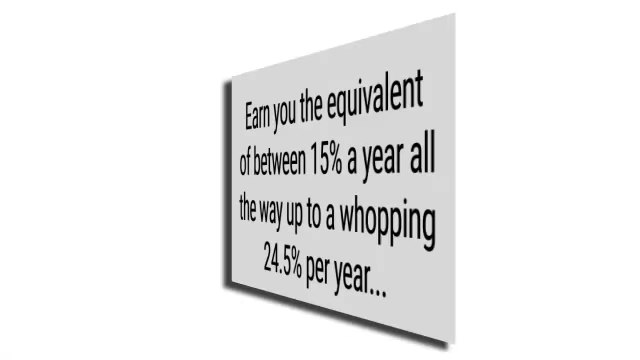 Earn you the equivalent
of between 15% a year all
the way up to a whopping
24.5% per year...